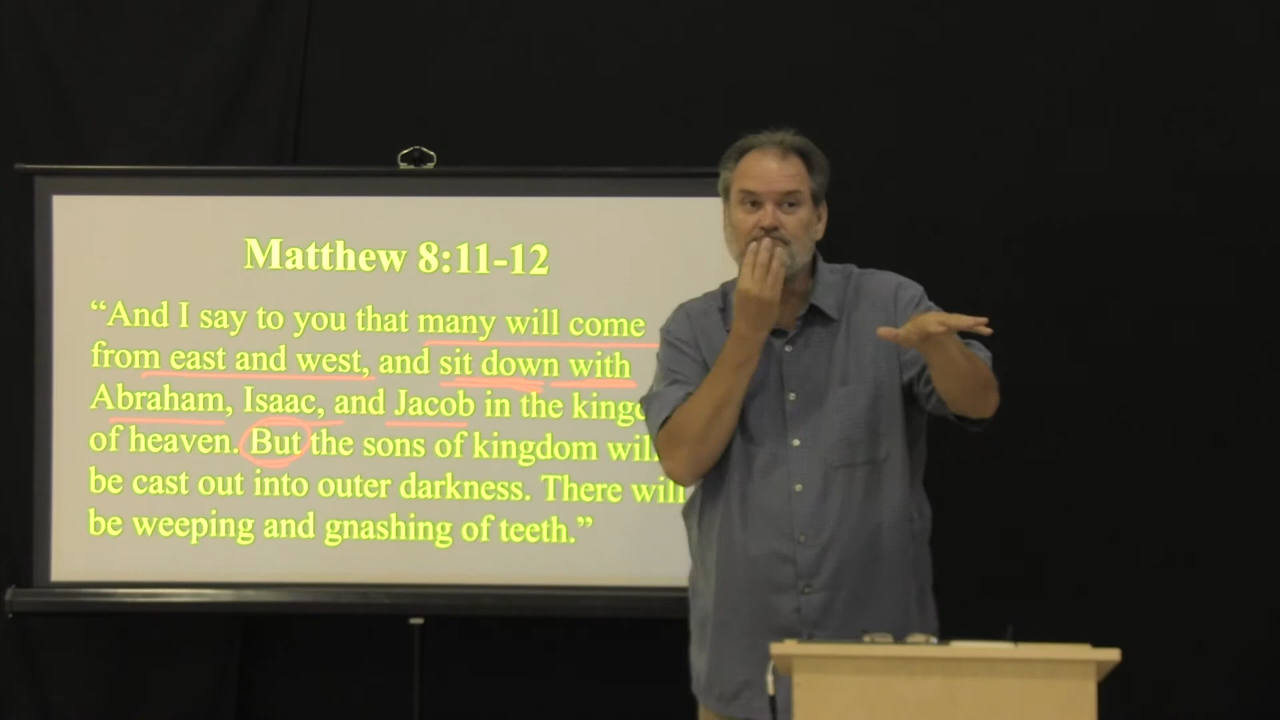 Matthew 8:11-12
“And I say to you that many will come
from east and west, and sit down with
Abraham, Isaac, and Jacob in the
of heaven. But the sons of kingdom will
be cast out into outer darkness. There will
be weeping and gnashing of teeth.”